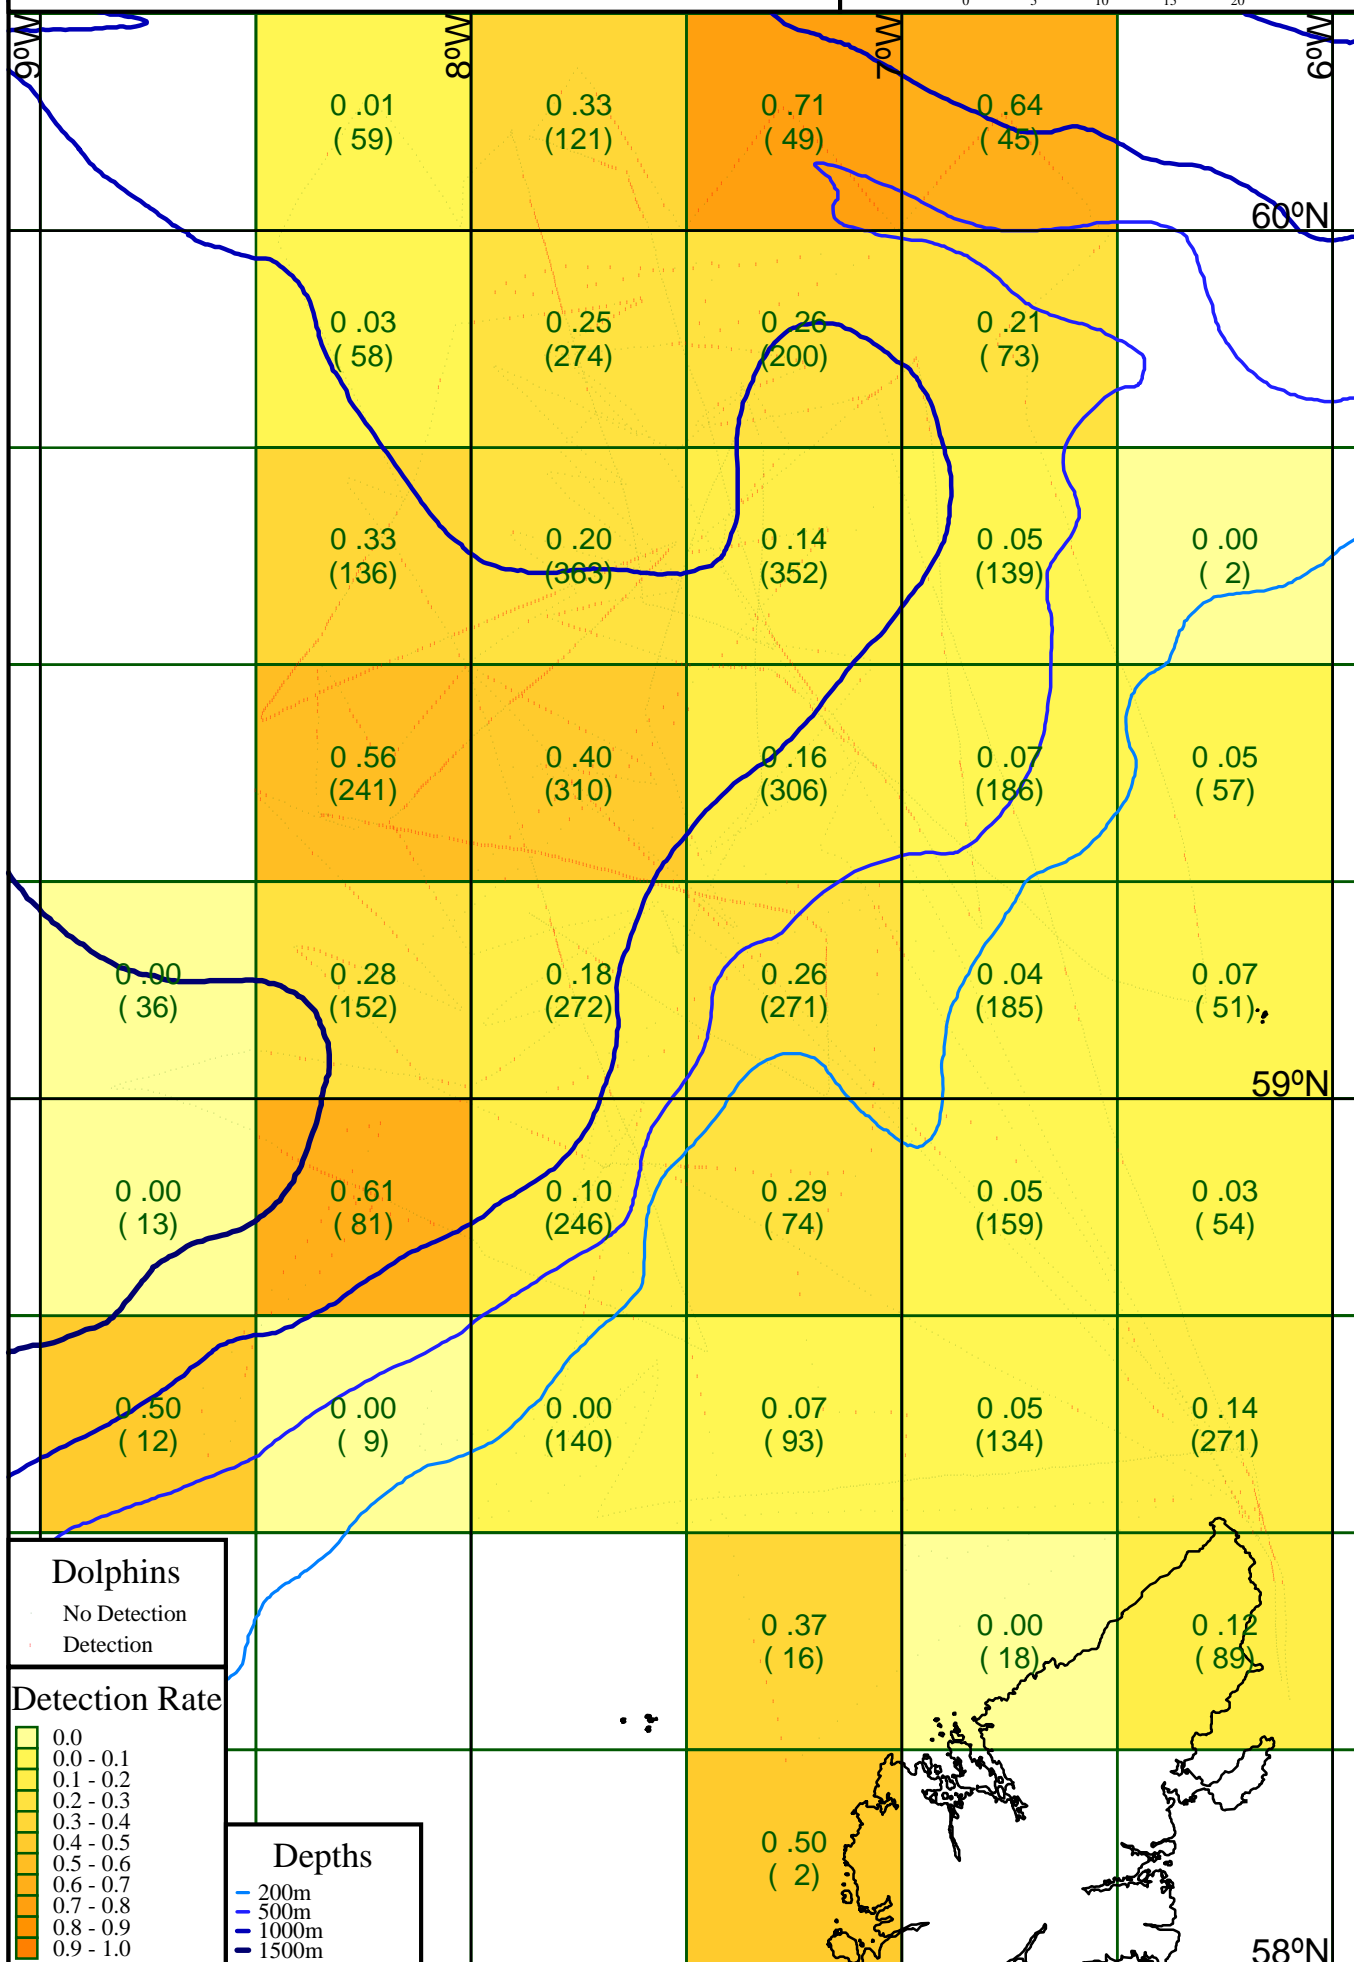 0 5 10 15 20
9ºW 8ºW 7ºW 6ºW
0 .01 0 .33 0 .71 0 .64
( 59) (121) ( 49) ( 45)
60ºN
0 .03 0 .25 0 .26 0 .21
( 58) (274) (200) ( 73)
0 .33 0 .20 0 .14 0 .05 0 .00
(136) (363) (352) (139) ( 2)
0 .56 0 .40 0 .16 0 .07 0 .05
(241) (310) (306) (186) ( 57)
0 .00 0 .28 0 .18 0 .26 0 .04 0 .07
( 36) (152) (272) (271) (185) ( 51)
59ºN
0 .00 0 .61 0 .10 0 .29 0 .05 0 .03
( 13) ( 81) (246) ( 74) (159) ( 54)
0 .50 0 .00 0 .00 0 .07 0 .05 0 .14
( 12) ( 9) (140) ( 93) (134) (271)
0 .37 0 .00 0 .12
( 16) ( 18) ( 89)
0 .50
( 2)
58ºN
Dolphins
No Detection
Detection
Detection Rate
0.0
0.0 - 0.1
0.1 - 0.2
0.2 - 0.3
0.3 - 0.4
0.4 - 0.5
0.5 - 0.6
0.6 - 0.7
0.7 - 0.8
0.8 - 0.9
0.9 - 1.0
Depths
200m
500m
1000m
1500m